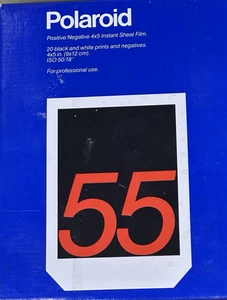 Polaroid
Positive/Negative 4x5 Instant Sheet Film.
20 black and white prints and negatives.
4x5 in. (9x12 cm).
ISO 50/18°
For professional use.
55